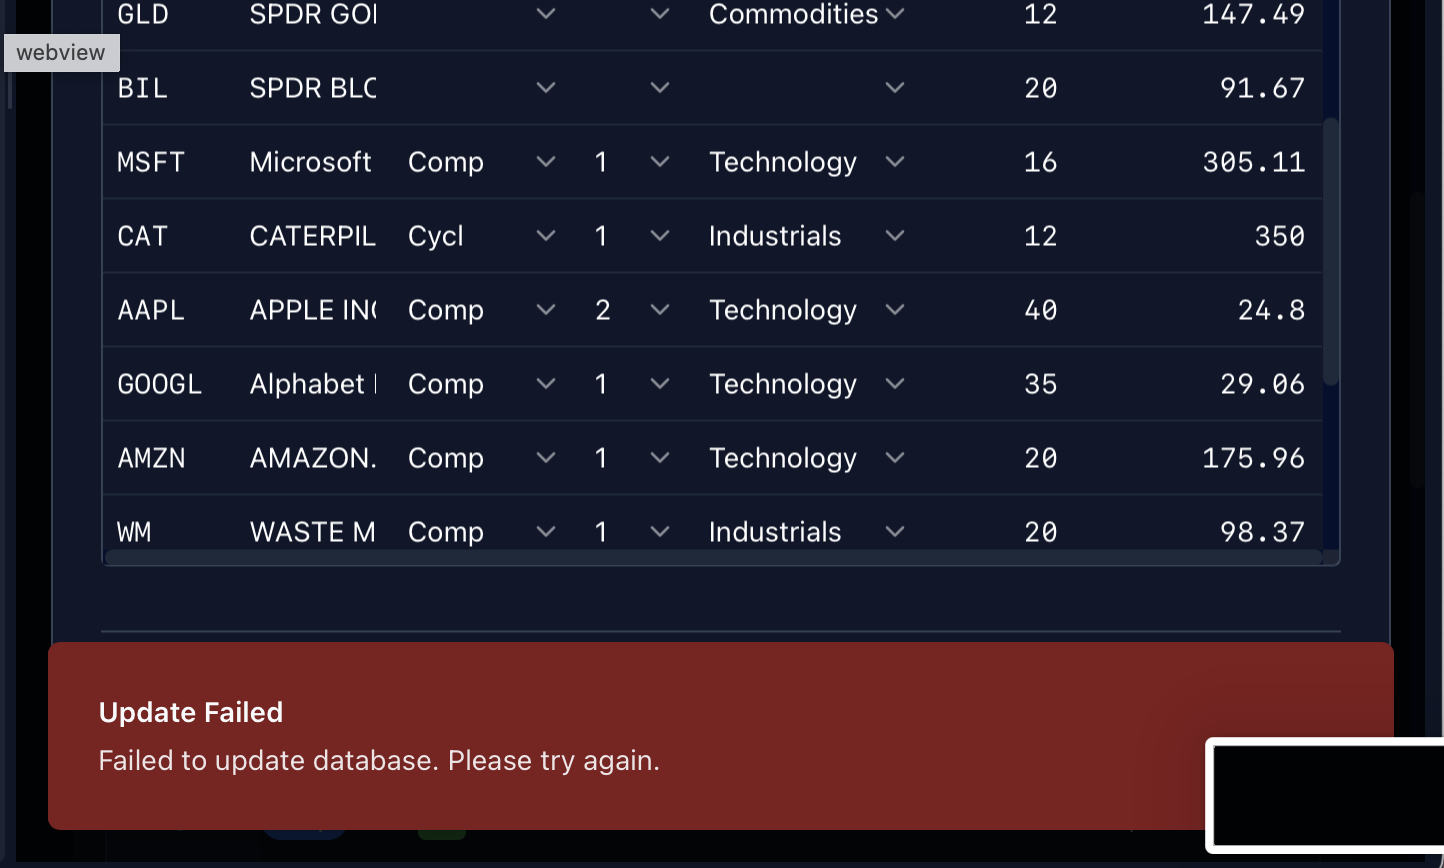 GLD SPDR GOL Commodities 12 147.49
webview
BIL SPDR BLC 20 91.67
MSFT Microsoft Comp 1 Technology 16 305.11
CAT CATERPIL Cycl 1 Industrials 12 350
AAPL APPLE INC Comp 2 Technology 40 24.8
GOOGL Alphabet Comp 1 Technology 35 29.06
AMZN AMAZON. Comp 1 Technology 20 175.96
WM WASTE M Comp 1 Industrials 20 98.37
Update Failed
Failed to update database. Please try again.